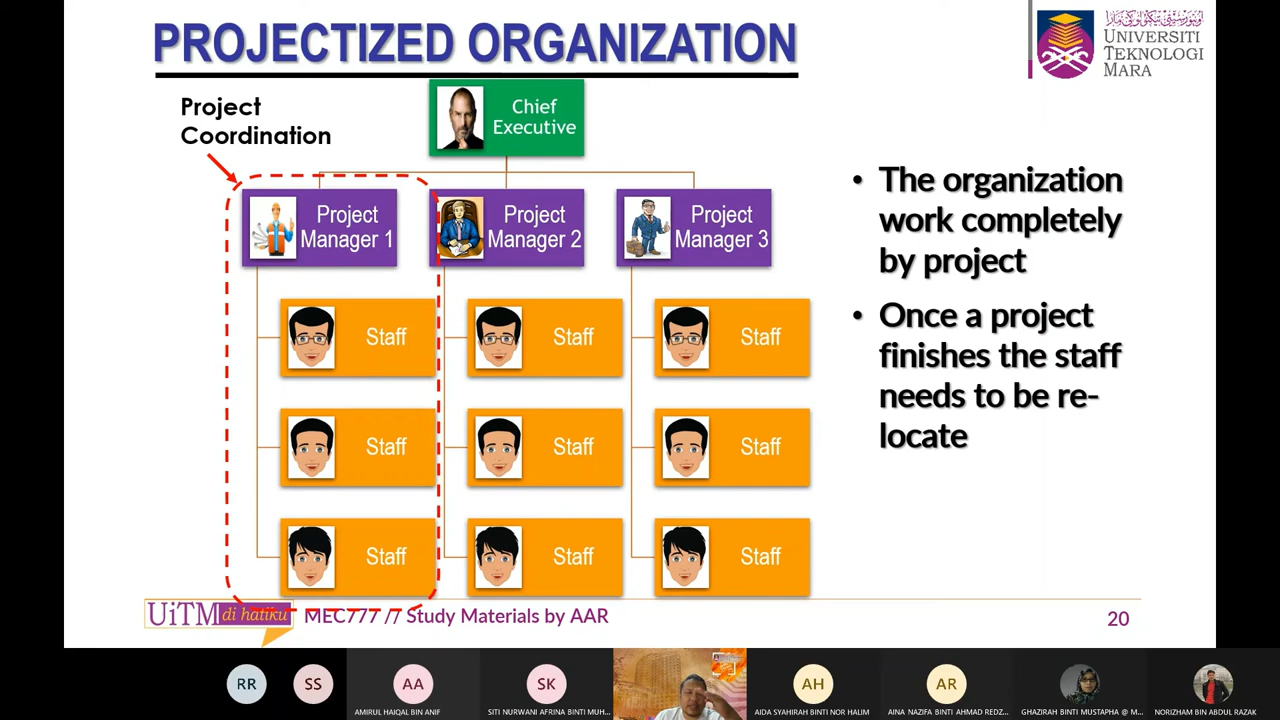 PROJECTIZED ORGANIZATION
UNIVERSITI
TEKNOLOGI
MARA
Project
Coordination
Chief
Executive
Project
Manager 1
Project
Manager 2
Project
Manager 3
Staff
Staff
Staff
Staff
Staff
Staff
Staff
Staff
Staff
• The organization
work completely
by project
• Once a project
finishes the staff
needs to be re-
locate
UiTM di hatiku
MEC777 // Study Materials by AAR
20
RR
SS
AA
AMIRUL HAIQAL BIN ANIF
SK
SITI NURWANI AFRINA BINTI MUH...
AH
AIDA SYAHIRAH BINTI NOR HALIM
AR
AINA NAZIFA BINTI AHMAD REDZ...
GHAZIRAH BINTI MUSTAPHA @ M...
NORIZHAM BIN ABDUL RAZAK